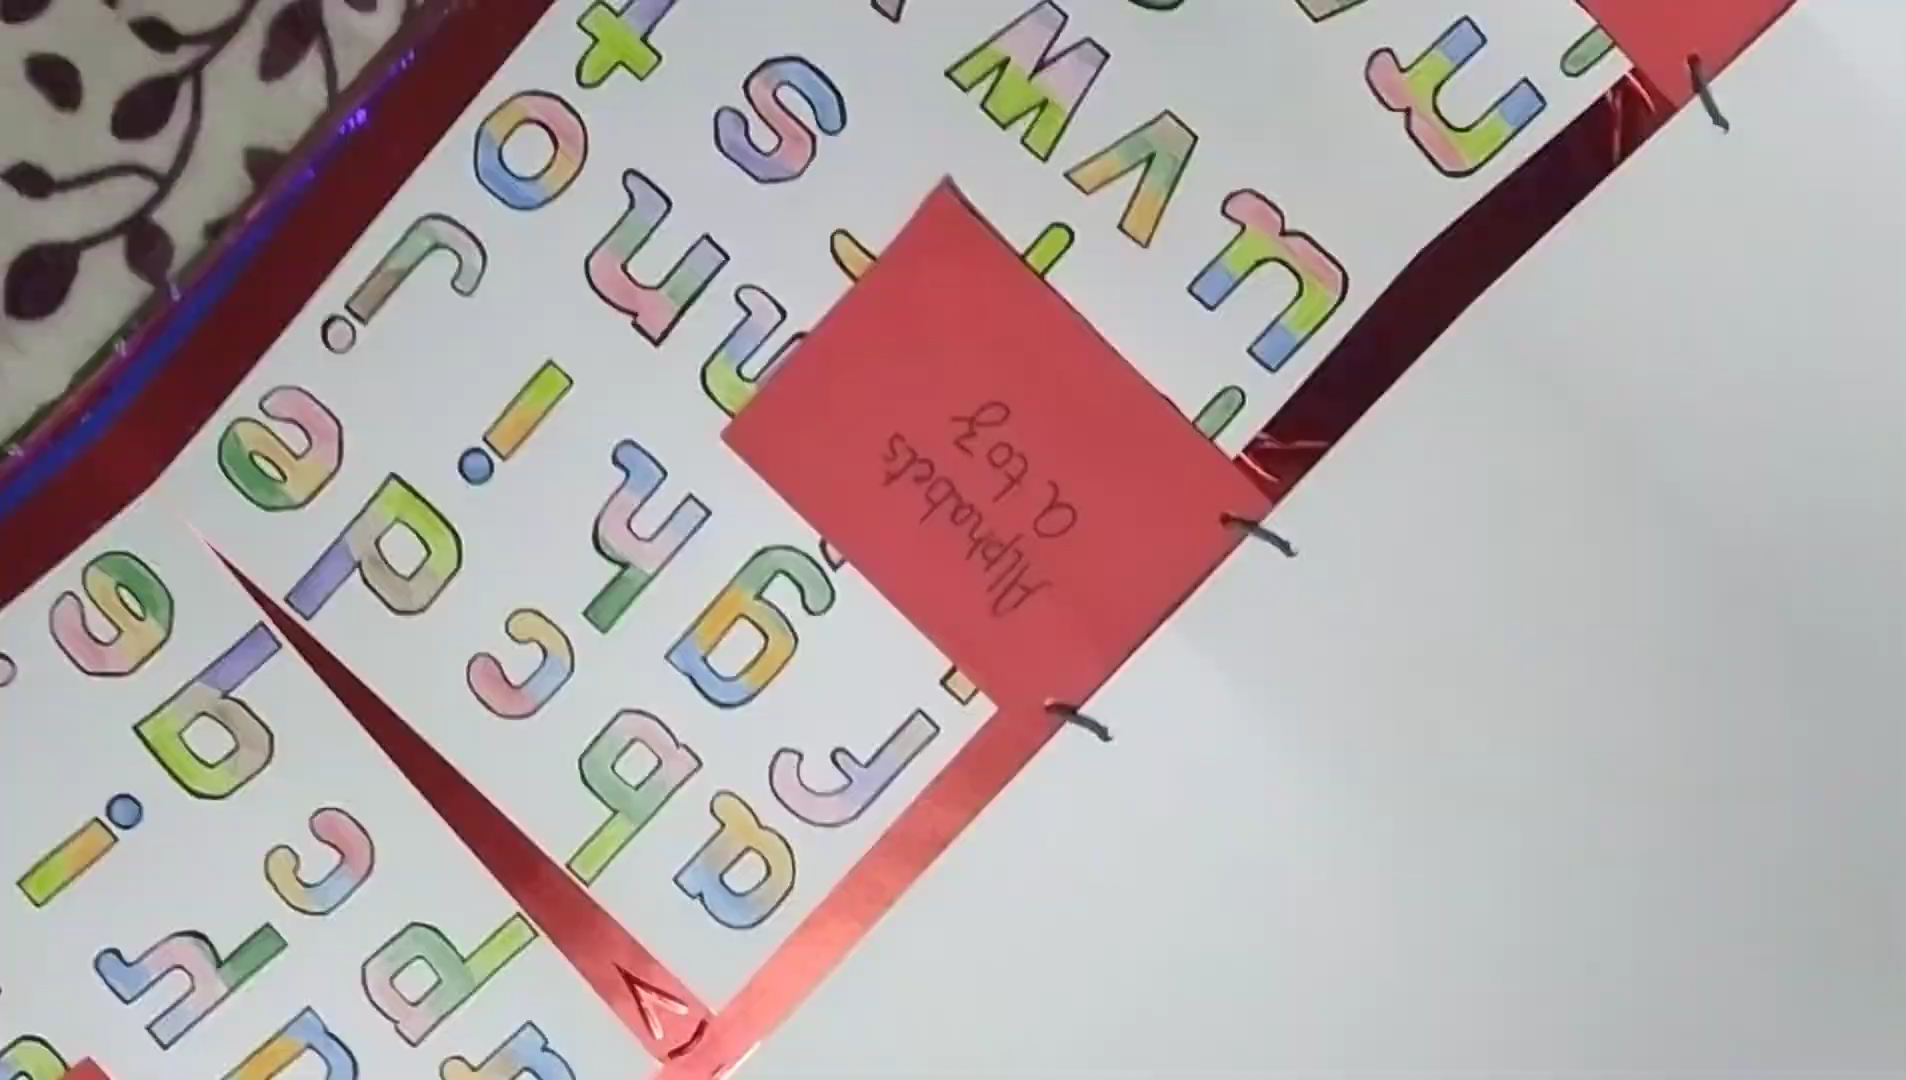 a b c d e
f g h i j
n o
s t
u v w
Alphabets
a to z